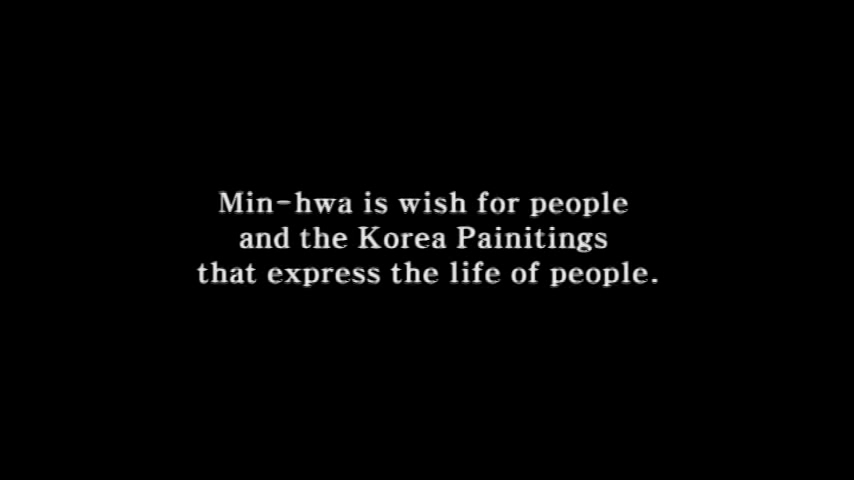 Min-hwa is wish for people
and the Korea Painitings
that express the life of people.